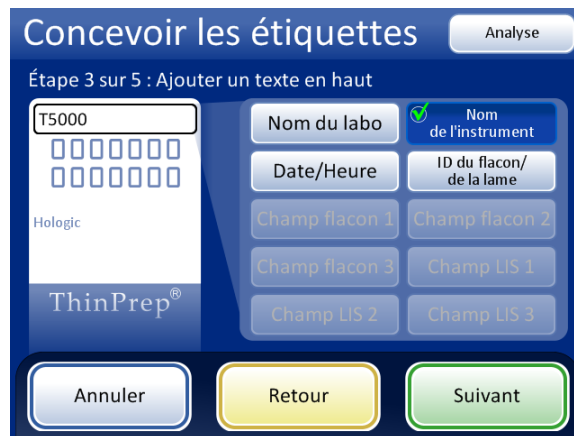 Concevoir les étiquettes
Analyse
Étape 3 sur 5 : Ajouter un texte en haut
T5000
Hologic
ThinPrep®
Nom du labo
Nom
de l'instrument
Date/Heure
ID du flacon/
de la lame
Champ flacon 1
Champ flacon 2
Champ flacon 3
Champ LIS 1
Champ LIS 2
Champ LIS 3
Annuler
Retour
Suivant